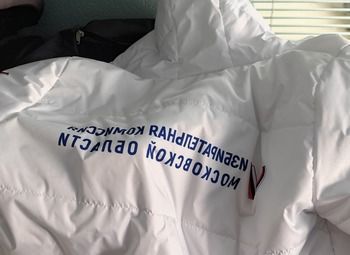 ИЗБИРАТЕЛЬНАЯ КОМИССИЯ
МОСКОВСКОЙ ОБЛАСТИ